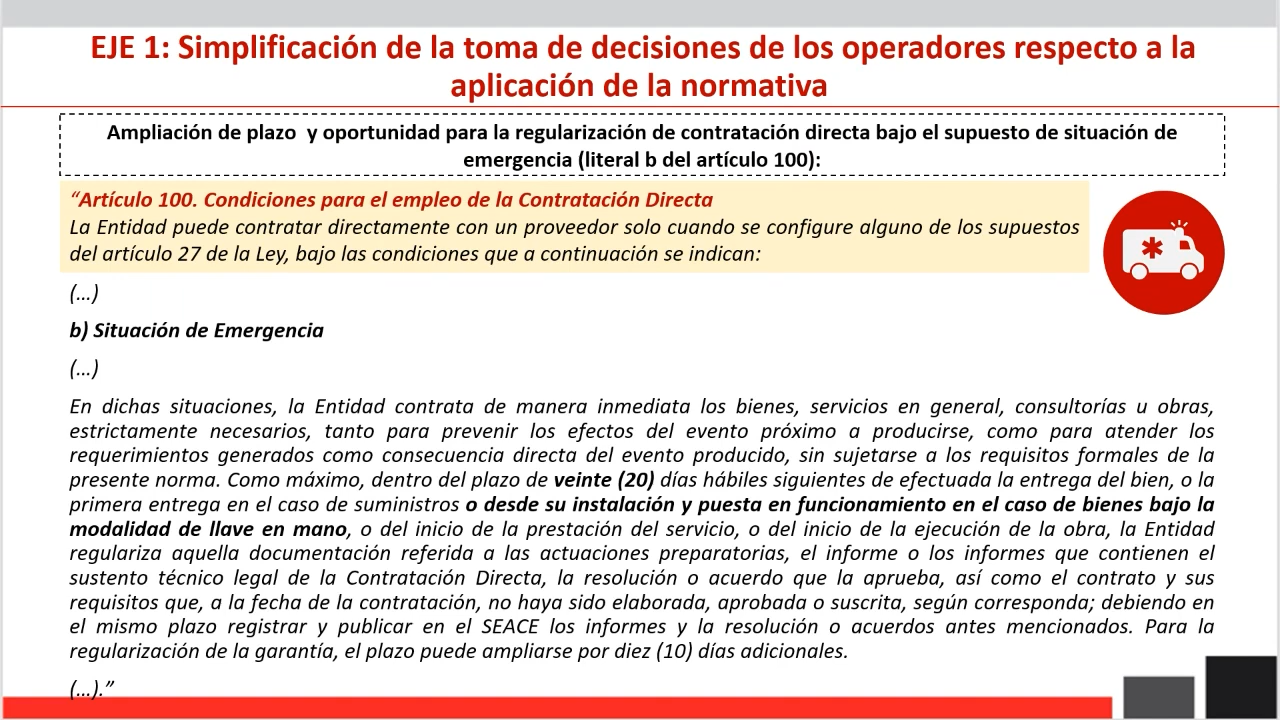 EJE 1: Simplificación de la toma de decisiones de los operadores respecto a la
aplicación de la normativa
Ampliación de plazo y oportunidad para la regularización de contratación directa bajo el supuesto de situación de
emergencia (literal b del artículo 100):
“Artículo 100. Condiciones para el empleo de la Contratación Directa
La Entidad puede contratar directamente con un proveedor solo cuando se configure alguno de los supuestos
del artículo 27 de la Ley, bajo las condiciones que a continuación se indican:
(...)
b) Situación de Emergencia
(...)
En dichas situaciones, la Entidad contrata de manera inmediata los bienes, servicios en general, consultorías u obras,
estrictamente necesarios, tanto para prevenir los efectos del evento próximo a producirse, como para atender los
requerimientos generados como consecuencia directa del evento producido, sin sujetarse a los requisitos formales de la
presente norma. Como máximo, dentro del plazo de veinte (20) días hábiles siguientes de efectuada la entrega del bien, o la
primera entrega en el caso de suministros o desde su instalación y puesta en funcionamiento en el caso de bienes bajo la
modalidad de llave en mano, o del inicio de la prestación del servicio, o del inicio de la ejecución de la obra, la Entidad
regulariza aquella documentación referida a las actuaciones preparatorias, el informe o los informes que contienen el
sustento técnico legal de la Contratación Directa, la resolución o acuerdo que la aprueba, así como el contrato y sus
requisitos que, a la fecha de la contratación, no haya sido elaborada, aprobada o suscrita, según corresponda; debiendo en
el mismo plazo registrar y publicar en el SEACE los informes y la resolución o acuerdos antes mencionados. Para la
regularización de la garantía, el plazo puede ampliarse por diez (10) días adicionales.
(...).”